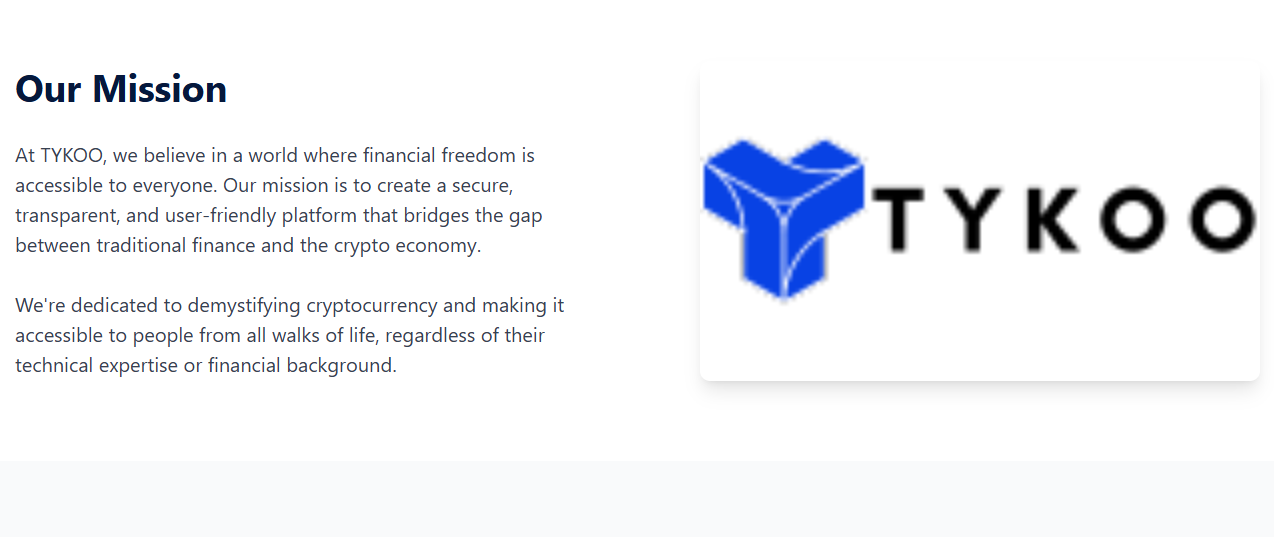 Our Mission
At TYKOO, we believe in a world where financial freedom is
accessible to everyone. Our mission is to create a secure,
transparent, and user-friendly platform that bridges the gap
between traditional finance and the crypto economy.
We're dedicated to demystifying cryptocurrency and making it
accessible to people from all walks of life, regardless of their
technical expertise or financial background.
TYKOO